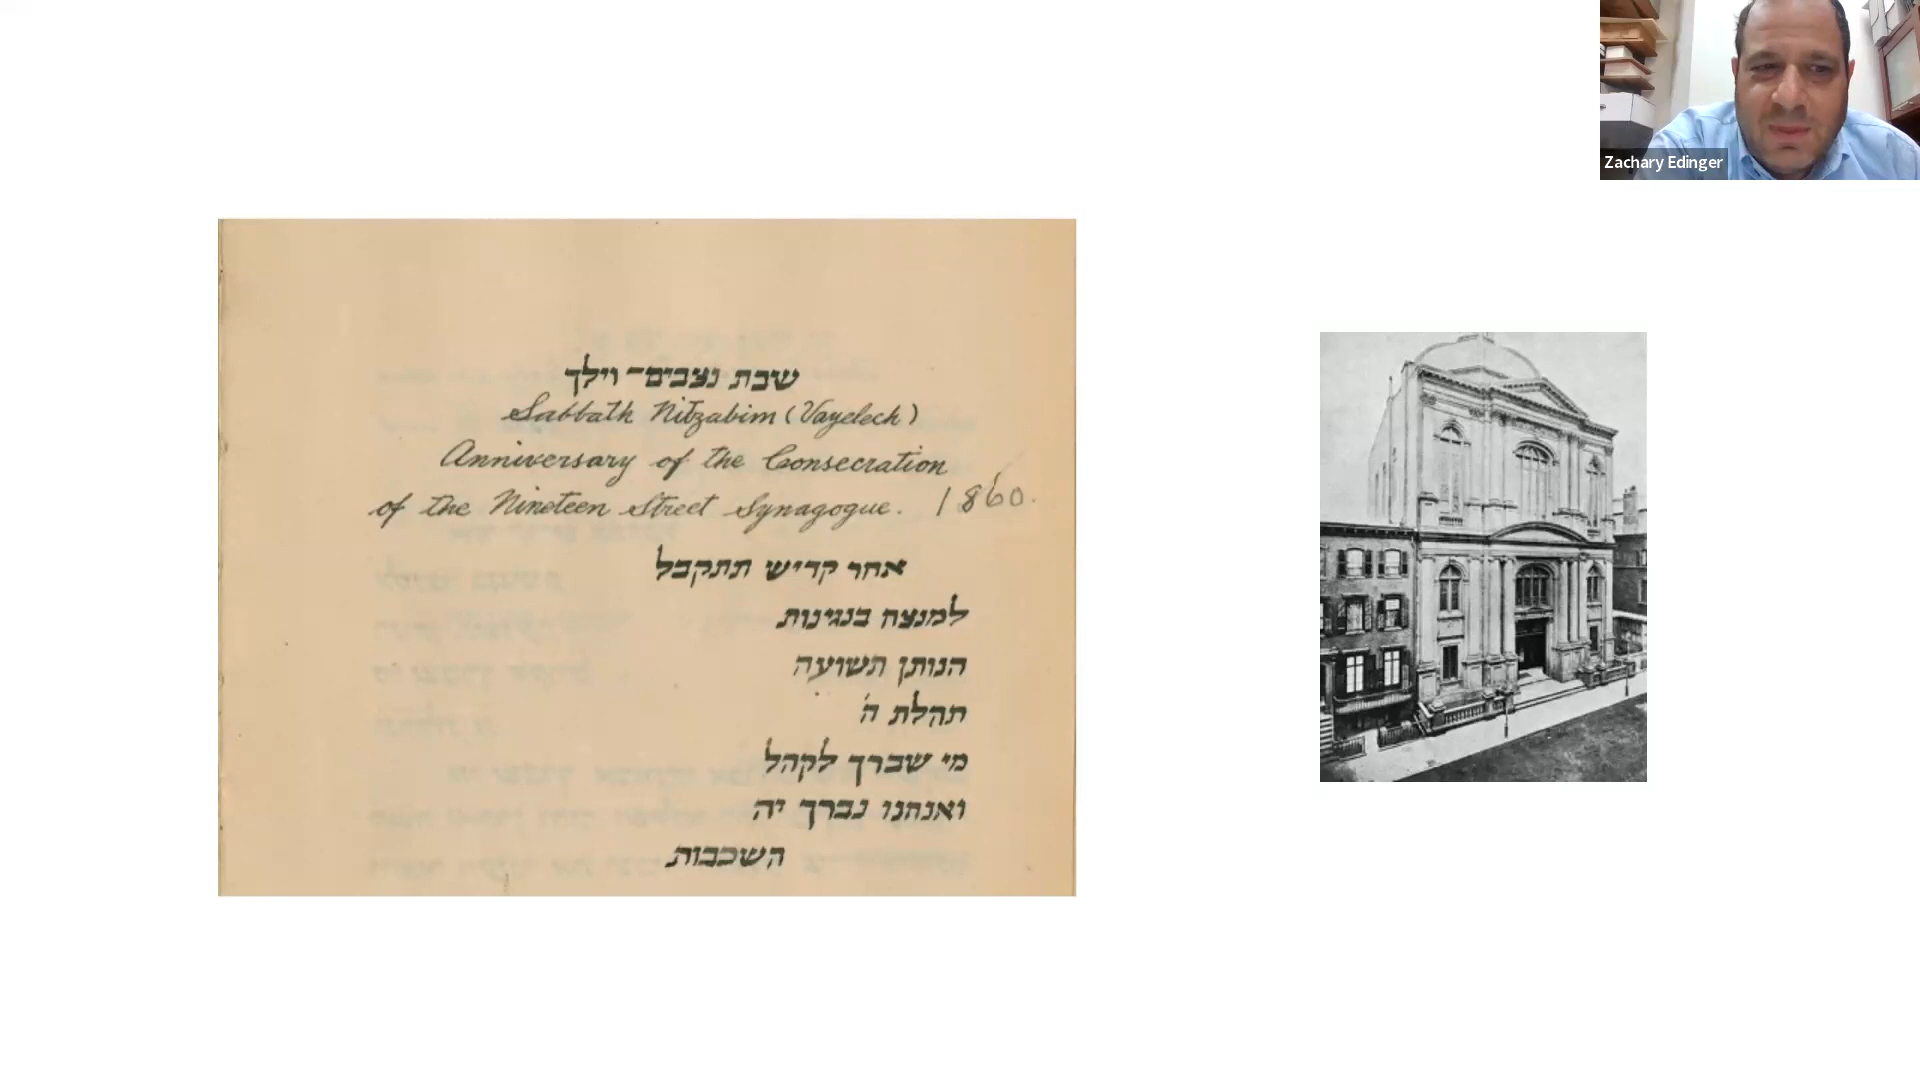 Zachary Edinger
שבת נצבים-וילך
Sabbath Nitzabim (Vayelech)
Anniversary of the Consecration
of the Nineteen Street Synagogue. 1860.
אחר קדיש תתקבל
למנצח בנגינות
הנותן תשועה
תהלת ה'
מי שברך לקהל
ואנחנו נברך יה
השכבות